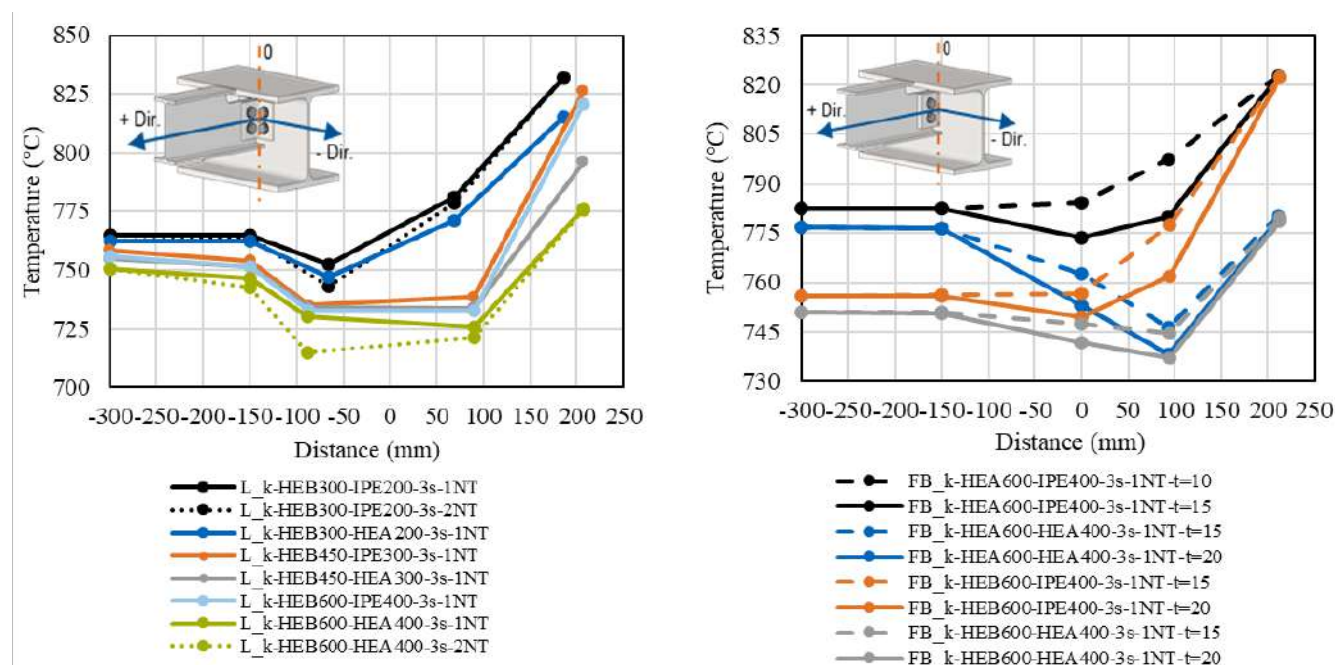 850
825
800
775
750
725
700
Temperature (°C)
0
+ Dir.
- Dir.
-300 -250 -200 -150 -100 -50 0 50 100 150 200 250
Distance (mm)
L_k-HEB300-IPE200-3s-1NT
L_k-HEB300-IPE200-3s-2NT
L_k-HEB300-HEA200-3s-1NT
L_k-HEB450-IPE300-3s-1NT
L_k-HEB450-HEA300-3s-1NT
L_k-HEB600-IPE400-3s-1NT
L_k-HEB600-HEA400-3s-1NT
L_k-HEB600-HEA400-3s-2NT
835
820
805
790
775
760
745
730
Temperature (°C)
0
+ Dir.
- Dir.
-300 -250 -200 -150 -100 -50 0 50 100 150 200 250
Distance (mm)
FB_k-HEA600-IPE400-3s-1NT-t=10
FB_k-HEA600-IPE400-3s-1NT-t=15
FB_k-HEA600-HEA400-3s-1NT-t=15
FB_k-HEA600-HEA400-3s-1NT-t=20
FB_k-HEB600-IPE400-3s-1NT-t=15
FB_k-HEB600-IPE400-3s-1NT-t=20
FB_k-HEB600-HEA400-3s-1NT-t=15
FB_k-HEB600-HEA400-3s-1NT-t=20